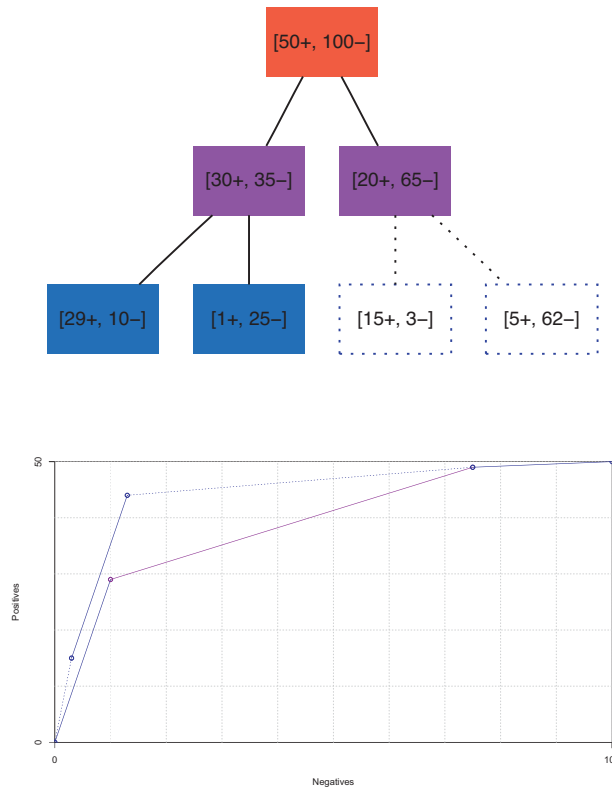 [50+, 100−]
[30+, 35−] [20+, 65−]
[29+, 10−] [1+, 25−] [15+, 3−] [5+, 62−]
50
Positives
0
0 10
Negatives